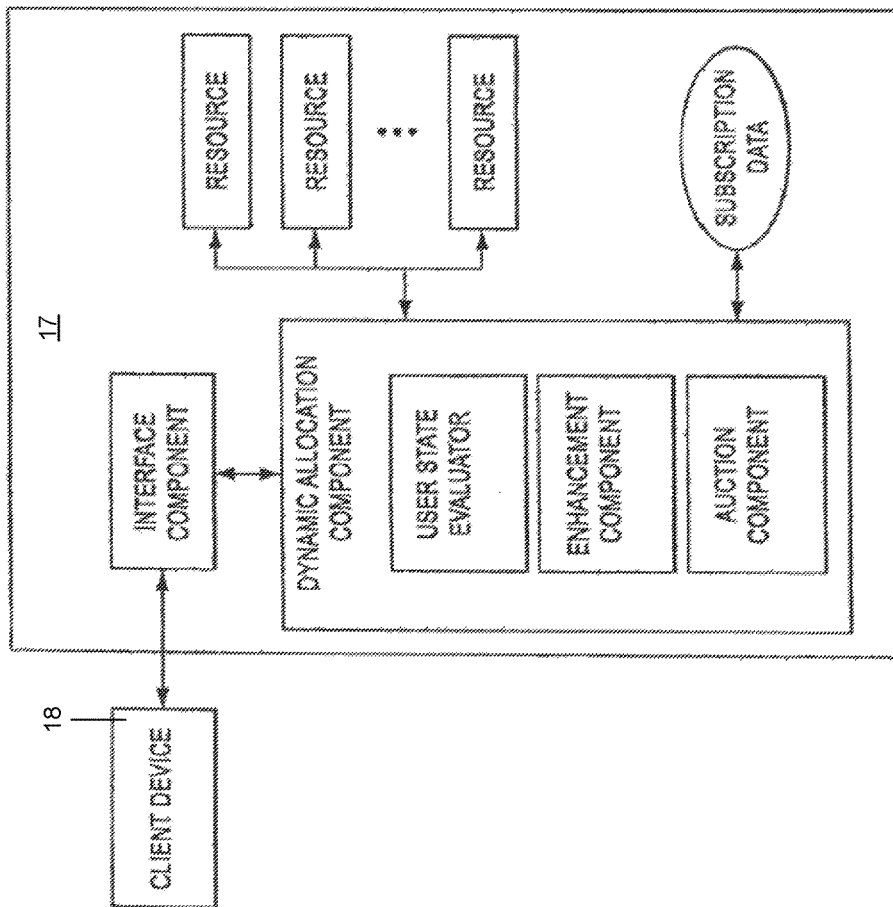 17
18
CLIENT DEVICE
INTERFACE
COMPONENT
DYNAMIC ALLOCATION
COMPONENT
USER STATE
EVALUATOR
ENHANCEMENT
COMPONENT
AUCTION
COMPONENT
RESOURCE
RESOURCE
RESOURCE
SUBSCRIPTION
DATA